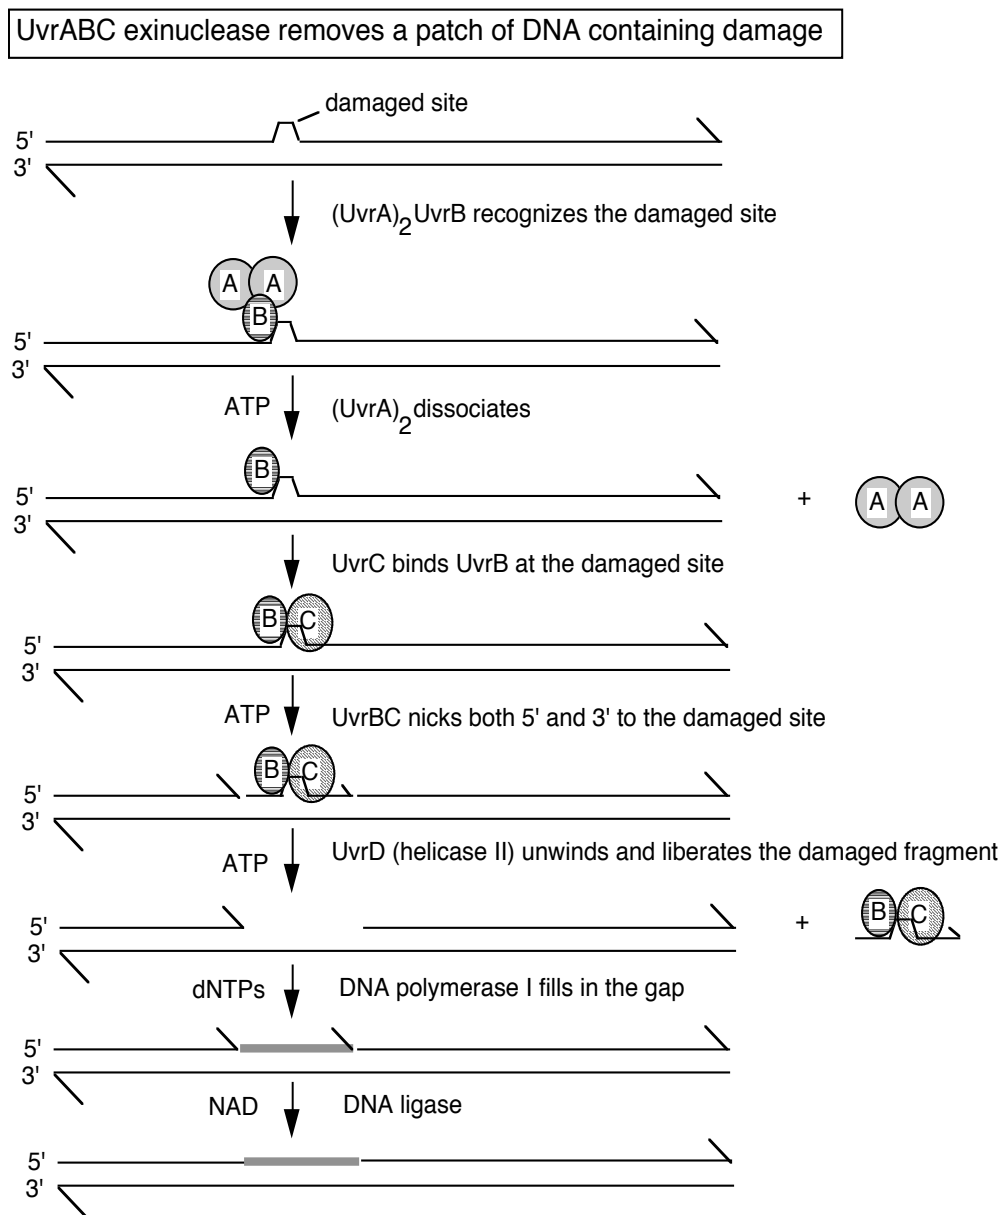 UvrABC exinuclease removes a patch of DNA containing damage
damaged site
5'
3'
(UvrA)2UvrB recognizes the damaged site
A A
B
5'
3'
ATP (UvrA)2dissociates
B
5' + A A
3'
UvrC binds UvrB at the damaged site
B C
5'
3'
ATP UvrBC nicks both 5' and 3' to the damaged site
B C
5'
3'
ATP UvrD (helicase II) unwinds and liberates the damaged fragment
5' + B C
3'
dNTPs DNA polymerase I fills in the gap
5'
3'
NAD DNA ligase
5'
3'